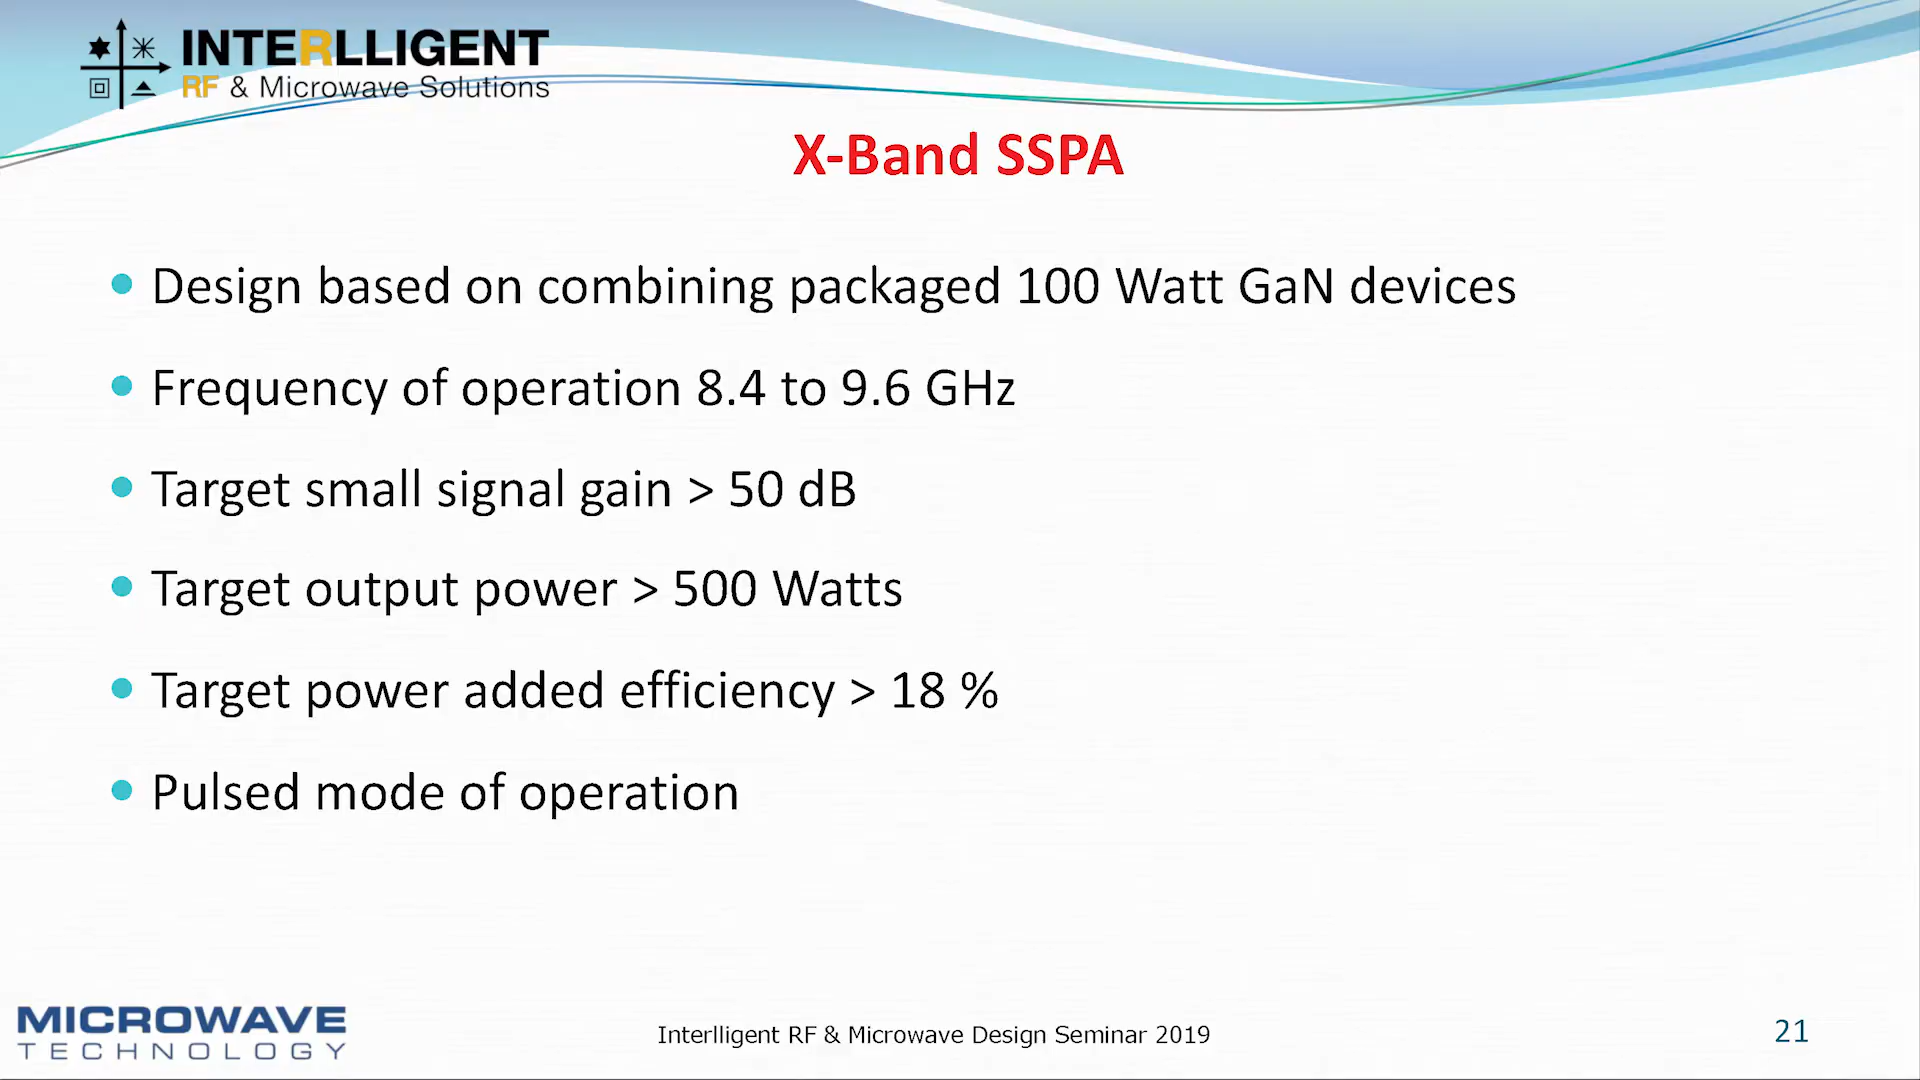 INTERLLIGENT
RF & Microwave Solutions
X-Band SSPA
Design based on combining packaged 100 Watt GaN devices
Frequency of operation 8.4 to 9.6 GHz
Target small signal gain > 50 dB
Target output power > 500 Watts
Target power added efficiency > 18 %
Pulsed mode of operation
MICROWAVE
TECHNOLOGY
Interlligent RF & Microwave Design Seminar 2019
21